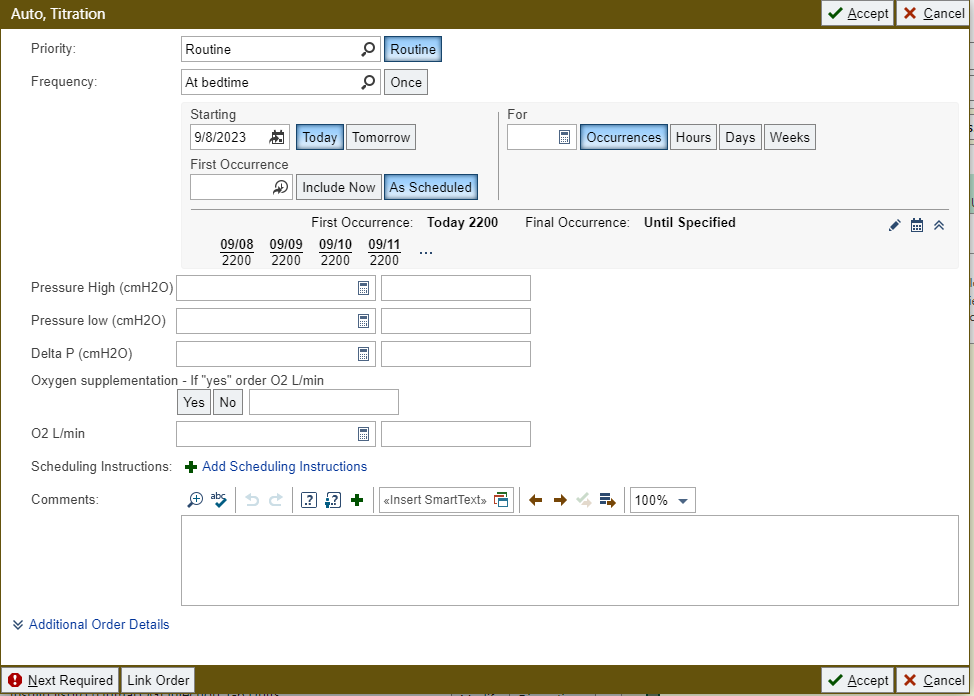 Auto, Titration Accept Cancel
Priority: Routine Routine
Frequency: At bedtime Once
Starting For
9/8/2023 Today Tomorrow Occurrences Hours Days Weeks
First Occurrence
Include Now As Scheduled
First Occurrence: Today 2200 Final Occurrence: Until Specified
09/08 09/09 09/10 09/11
2200 2200 2200 2200 ...
Pressure High (cmH2O)
Pressure low (cmH2O)
Delta P (cmH2O)
Oxygen supplementation - If "yes" order O2 L/min
Yes No
O2 L/min
Scheduling Instructions: Add Scheduling Instructions
Comments: abc «Insert SmartText» 100%
Additional Order Details
Next Required Link Order Accept Cancel